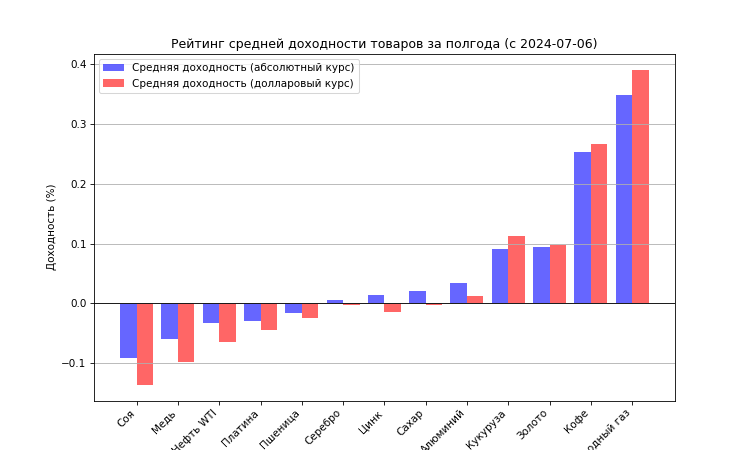 Рейтинг средней доходности товаров за полгода (с 2024-07-06)
Средняя доходность (абсолютный курс)
Средняя доходность (долларовый курс)
Доходность (%)
0.4
0.3
0.2
0.1
0.0
−0.1
Соя
Медь
Нефть WTI
Платина
Пшеница
Серебро
Цинк
Сахар
Алюминий
Кукуруза
Золото
Кофе
газ